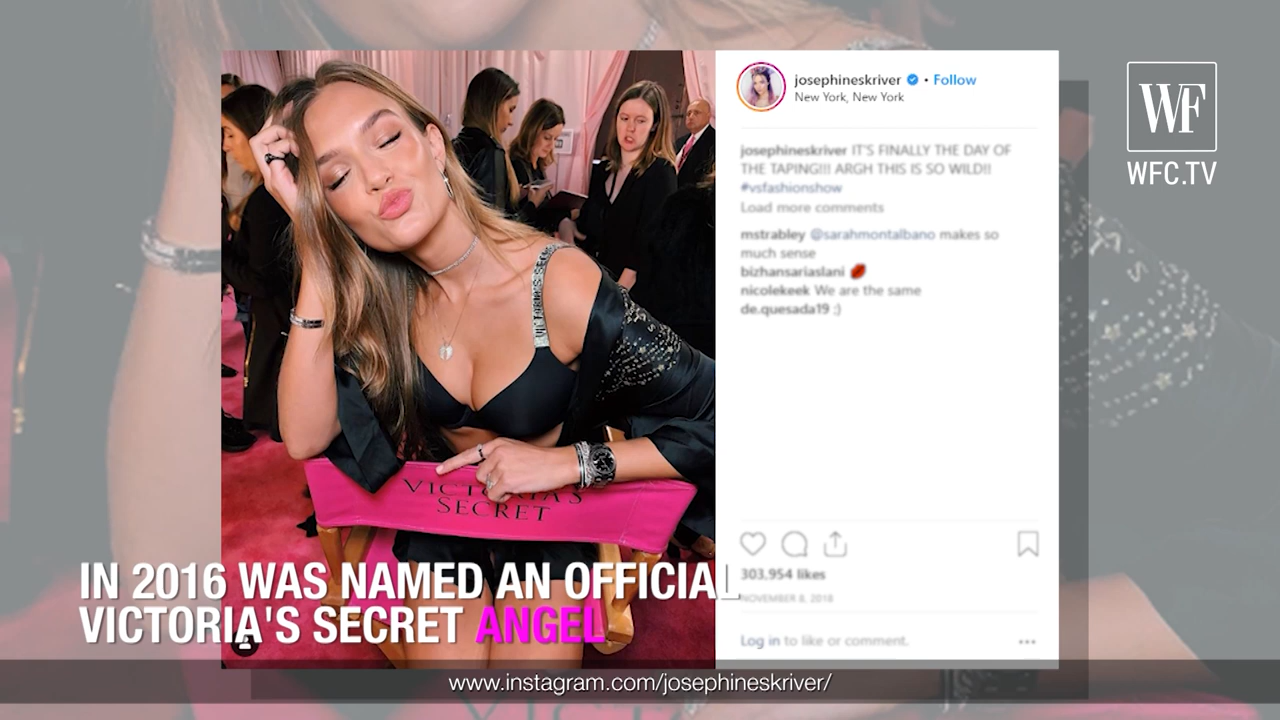 josephineskriver • Follow
New York, New York
josephineskriver IT'S FINALLY THE DAY OF
THE TAPING!!! ARGH THIS IS SO WILD!!
#vsfashionshow
Load more comments
mstrabley @sarahmontalbano makes so
much sense
bizhansariaslani 💋
nicolekeek We are the same
de.quesada19 :)
303,954 likes
NOVEMBER 8, 2018
Log in to like or comment.
WF
WFC.TV
VICTORIA'S
VICTORIA'S
SECRET
IN 2016 WAS NAMED AN OFFICIAL
VICTORIA'S SECRET ANGEL
www.instagram.com/josephineskriver/